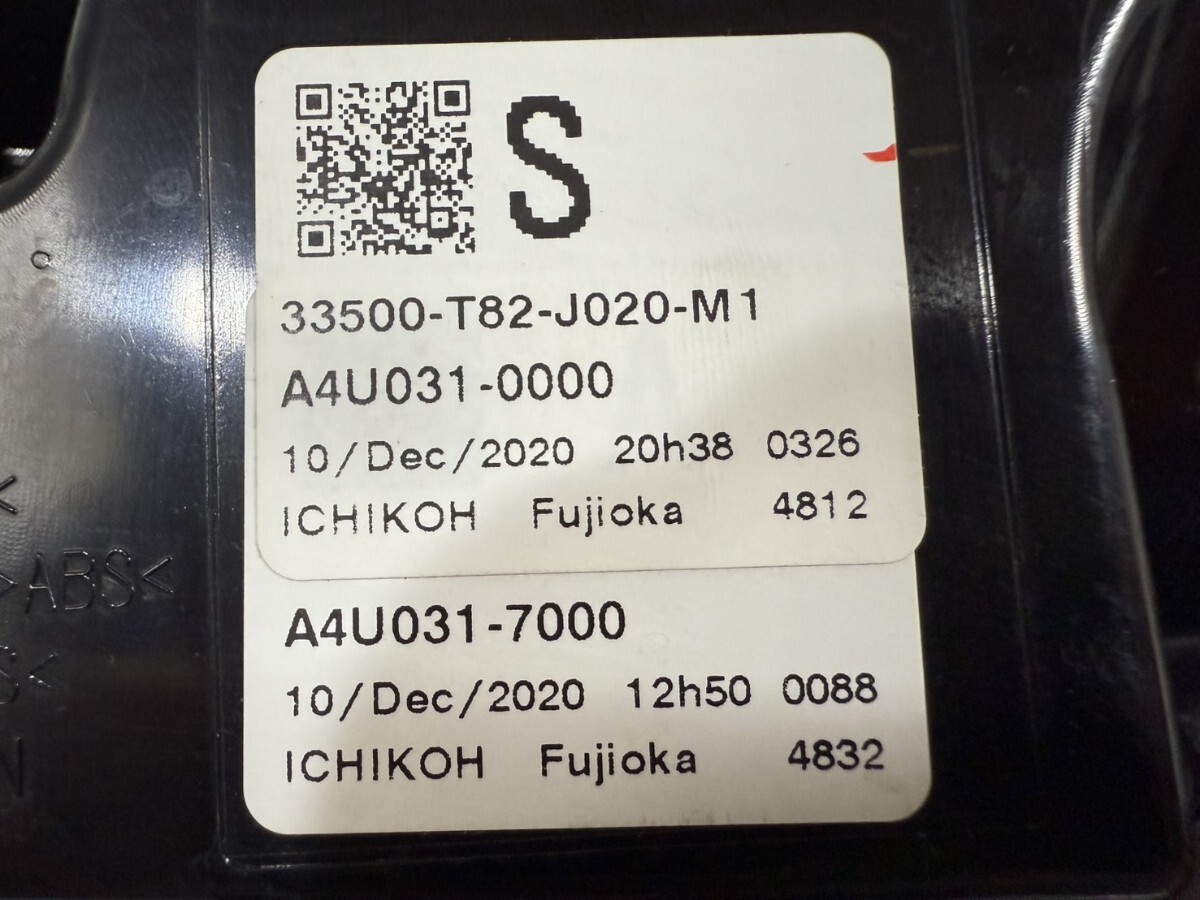 S
33500-T82-J020-M1
A4U031-0000
10/Dec/2020 20h38 0326
ICHIKOH Fujioka 4812
>ABS<
A4U031-7000
10/Dec/2020 12h50 0088
ICHIKOH Fujioka 4832